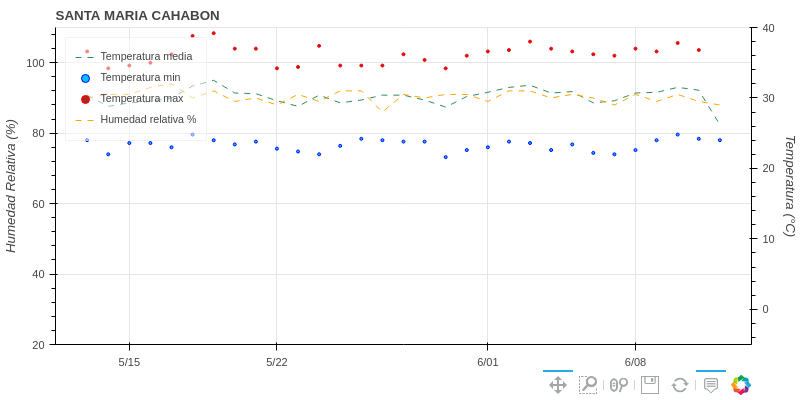 SANTA MARIA CAHABON
Temperatura media
Temperatura min
Temperatura max
Humedad relativa %
Humedad Relativa (%)
100
80
60
40
20
40
30
20
10
0
Temperatura (°C)
5/15
5/22
6/01
6/08